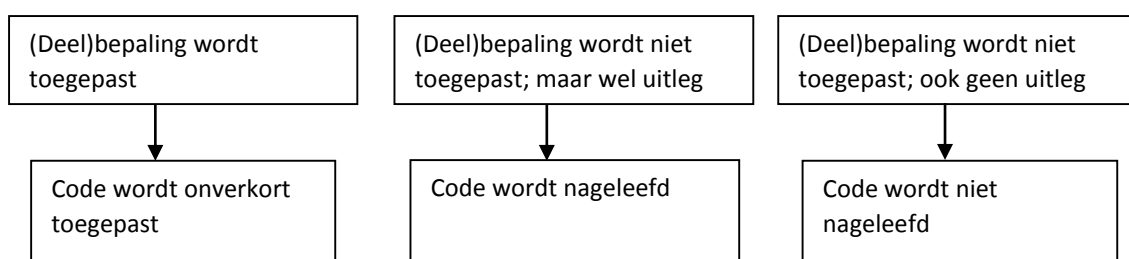 (Deel)bepaling wordt
toegepast
(Deel)bepaling wordt niet
toegepast; maar wel uitleg
(Deel)bepaling wordt niet
toegepast; ook geen uitleg
Code wordt onverkort
toegepast
Code wordt nageleefd
Code wordt niet
nageleefd